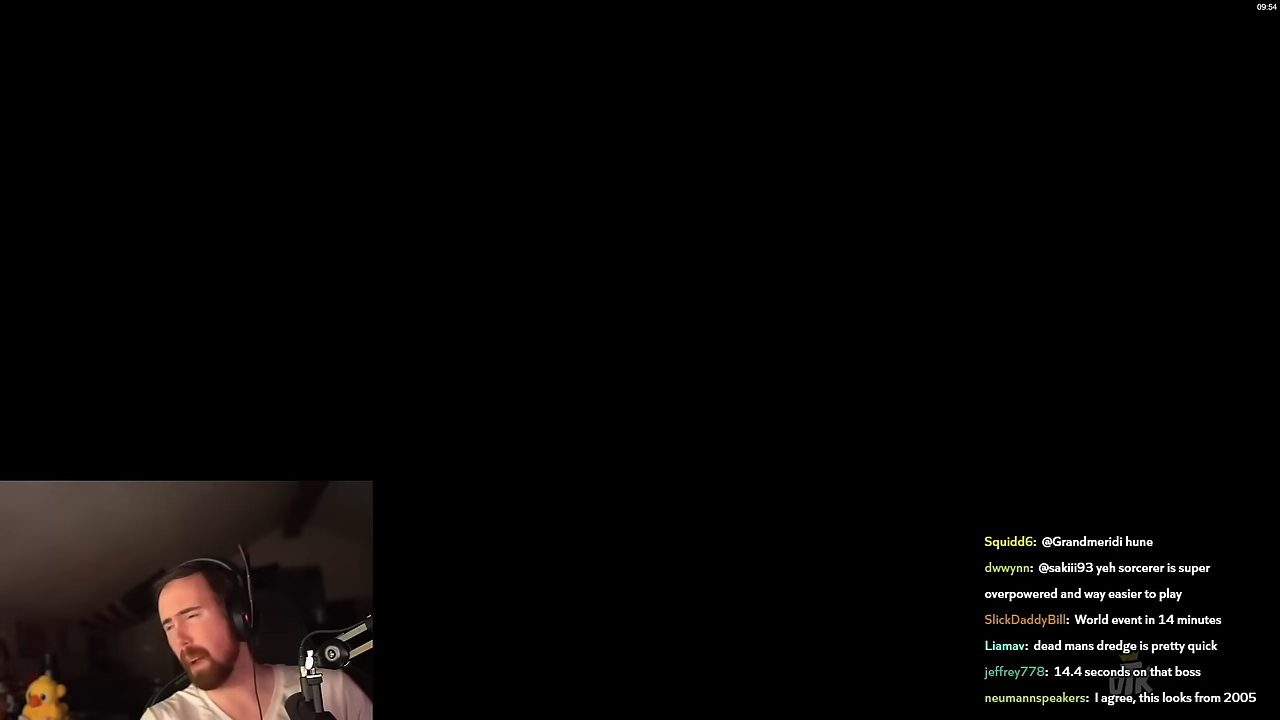 09:54
Squidd6: @Grandmeridi hune
dwwynn: @sakiii93 yeh sorcerer is super
overpowered and way easier to play
SlickDaddyBill: World event in 14 minutes
Liamav: dead mans dredge is pretty quick
jeffrey778: 14.4 seconds on that boss
neumannspeakers: I agree, this looks from 2005